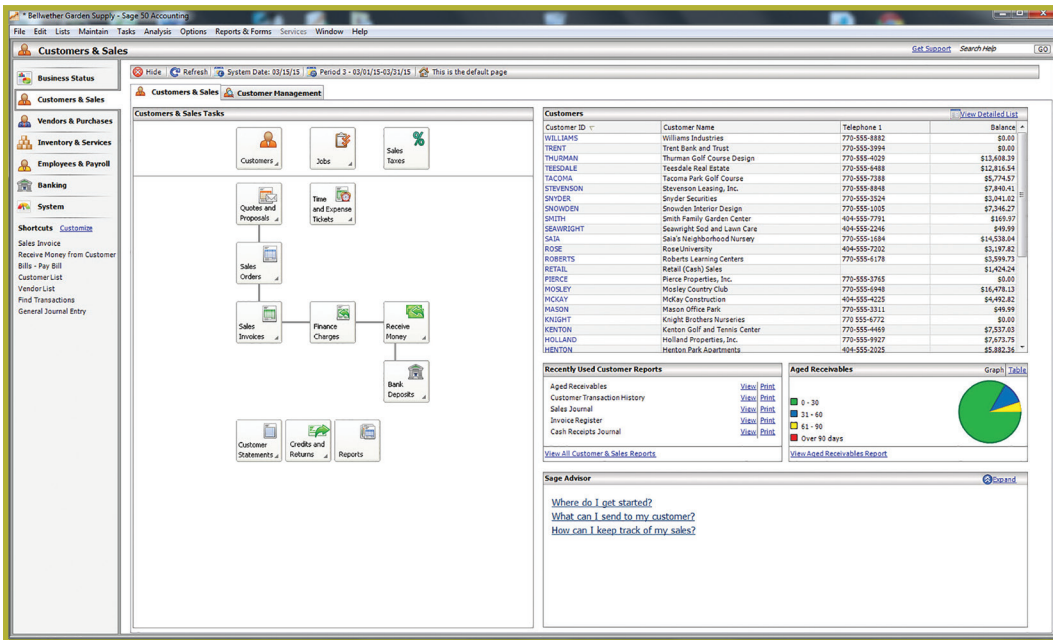 * Bellwether Garden Supply - Sage 50 Accounting
File Edit Lists Maintain Tasks Analysis Options Reports & Forms Services Window Help
Customers & Sales
Get Support Search Help GO
Business Status
Customers & Sales
Vendors & Purchases
Inventory & Services
Employees & Payroll
Banking
System
Shortcuts Customize
Sales Invoice
Receive Money from Customer
Bills - Pay Bill
Customer List
Vendor List
Find Transactions
General Journal Entry
Hide Refresh System Date: 03/15/15 Period 3 - 03/01/15-03/31/15 This is the default page
Customers & Sales Customer Management
Customers & Sales Tasks
Customers
Jobs
Sales
Taxes
Quotes and
Proposals
Time
and Expense
Tickets
Sales
Orders
Sales
Invoices
Finance
Charges
Receive
Money
Bank
Deposits
Customer
Statements
Credits and
Returns
Reports
Customers View Detailed List
Customer ID Customer Name Telephone 1 Balance
WILLIAMS Williams Industries 770-555-8882 $0.00
TRENT Trent Bank and Trust 770-555-3994 $0.00
THURMAN Thurman Golf Course Design 770-555-4029 $13,608.39
TEESDALE Teesdale Real Estate 770-555-6488 $12,816.54
TACOMA Tacoma Park Golf Course 770-555-7388 $5,774.57
STEVENSON Stevenson Leasing, Inc. 770-555-8848 $7,840.41
SNYDER Snyder Securities 770-555-3524 $3,041.02
SNOWDEN Snowden Interior Design 770-555-1005 $7,346.27
SMITH Smith Family Garden Center 404-555-7791 $169.97
SEAWRIGHT Seawright Sod and Lawn Care 404-555-2246 $49.99
SAIA Saia's Neighborhood Nursery 770-555-1684 $14,538.04
ROSE Rose University 404-555-7202 $3,197.82
ROBERTS Roberts Learning Centers 770-555-6178 $3,599.73
RETAIL Retail (Cash) Sales $1,424.24
PIERCE Pierce Properties, Inc. 770-555-3765 $0.00
MOSLEY Mosley Country Club 770-555-6948 $16,478.13
MCKAY McKay Construction 404-555-4225 $4,492.82
MASON Mason Office Park 770-555-3311 $49.99
KNIGHT Knight Brothers Nurseries 770 555-6772 $0.00
KENTON Kenton Golf and Tennis Center 770-555-4469 $7,537.03
HOLLAND Holland Properties, Inc. 770-555-9927 $7,673.75
HENTON Henton Park Apartments 404-555-2025 $5,882.36
Recently Used Customer Reports
Aged Receivables View Print
Customer Transaction History View Print
Sales Journal View Print
Invoice Register View Print
Cash Receipts Journal View Print
View All Customer & Sales Reports
Aged Receivables Graph Table
0 - 30
31 - 60
61 - 90
Over 90 days
View Aged Receivables Report
Sage Advisor Expand
Where do I get started?
What can I send to my customer?
How can I keep track of my sales?